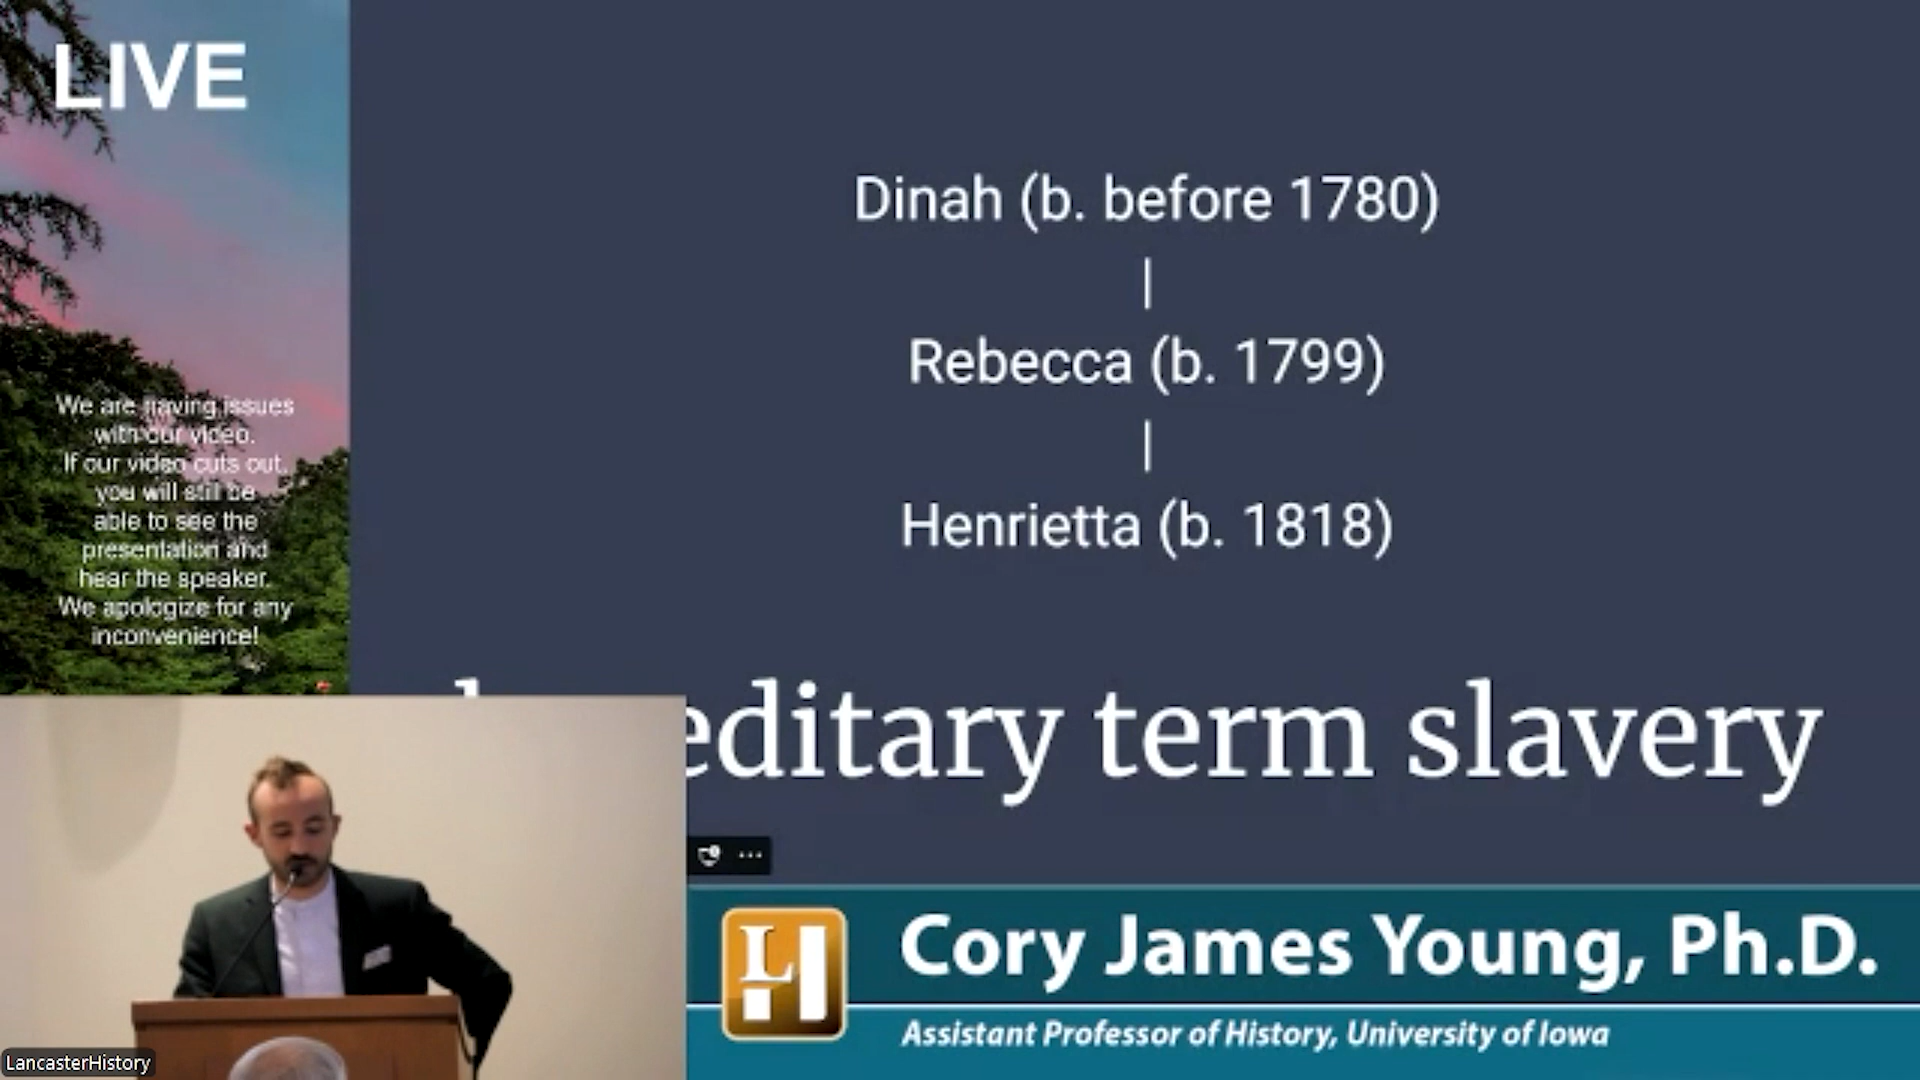 LIVE
Dinah (b. before 1780)
|
Rebecca (b. 1799)
|
Henrietta (b. 1818)
We are having issues
with our video.
If our video cuts out,
you will still be
able to see the
presentation and
hear the speaker.
We apologize for any
inconvenience!
editary term slavery
LH
Cory James Young, Ph.D.
Assistant Professor of History, University of Iowa
LancasterHistory